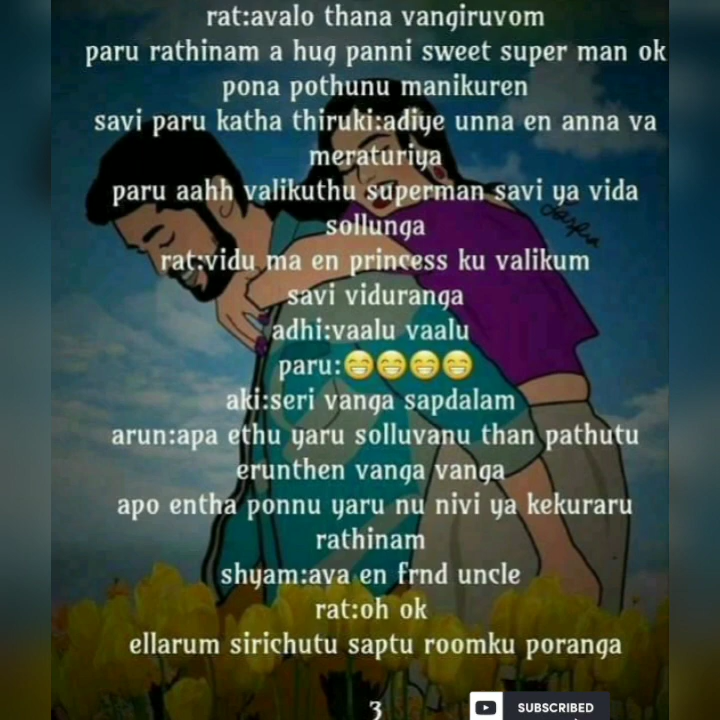 rat:avalo thana vangiruvom
paru rathinam a hug panni sweet super man ok
pona pothunu manikuren
savi paru katha thiruki:adiye unna en anna va
meraturiya
paru aahh valikuthu superman savi ya vida
sollunga
rat:vidu ma en princess ku valikum
savi viduranga
adhi:vaalu vaalu
paru:😁😁😁😁
aki:seri vanga sapdalam
arun:apa ethu yaru solluvanu than pathutu
erunthen vanga vanga
apo entha ponnu yaru nu nivi ya kekuraru
rathinam
shyam:ava en frnd uncle
rat:oh ok
ellarum sirichutu saptu roomku poranga
3
SUBSCRIBED